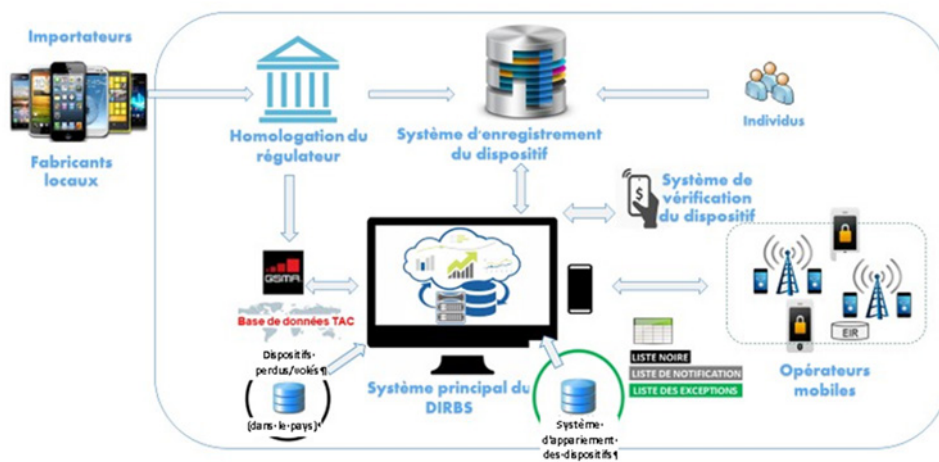 Importateurs
Fabricants
locaux
Homologation du
régulateur
Système d'enregistrement
du dispositif
Individus
Système de
vérification
du dispositif
$
GSMA
Base de données TAC
Dispositifs·
perdus/volés¶
(dans·le·pays)¶
Système principal du
DIRBS
Système·
d'appariement·
des·dispositifs¶
LISTE NOIRE
LISTE DE NOTIFICATION
LISTE DES EXCEPTIONS
EIR
Opérateurs
mobiles